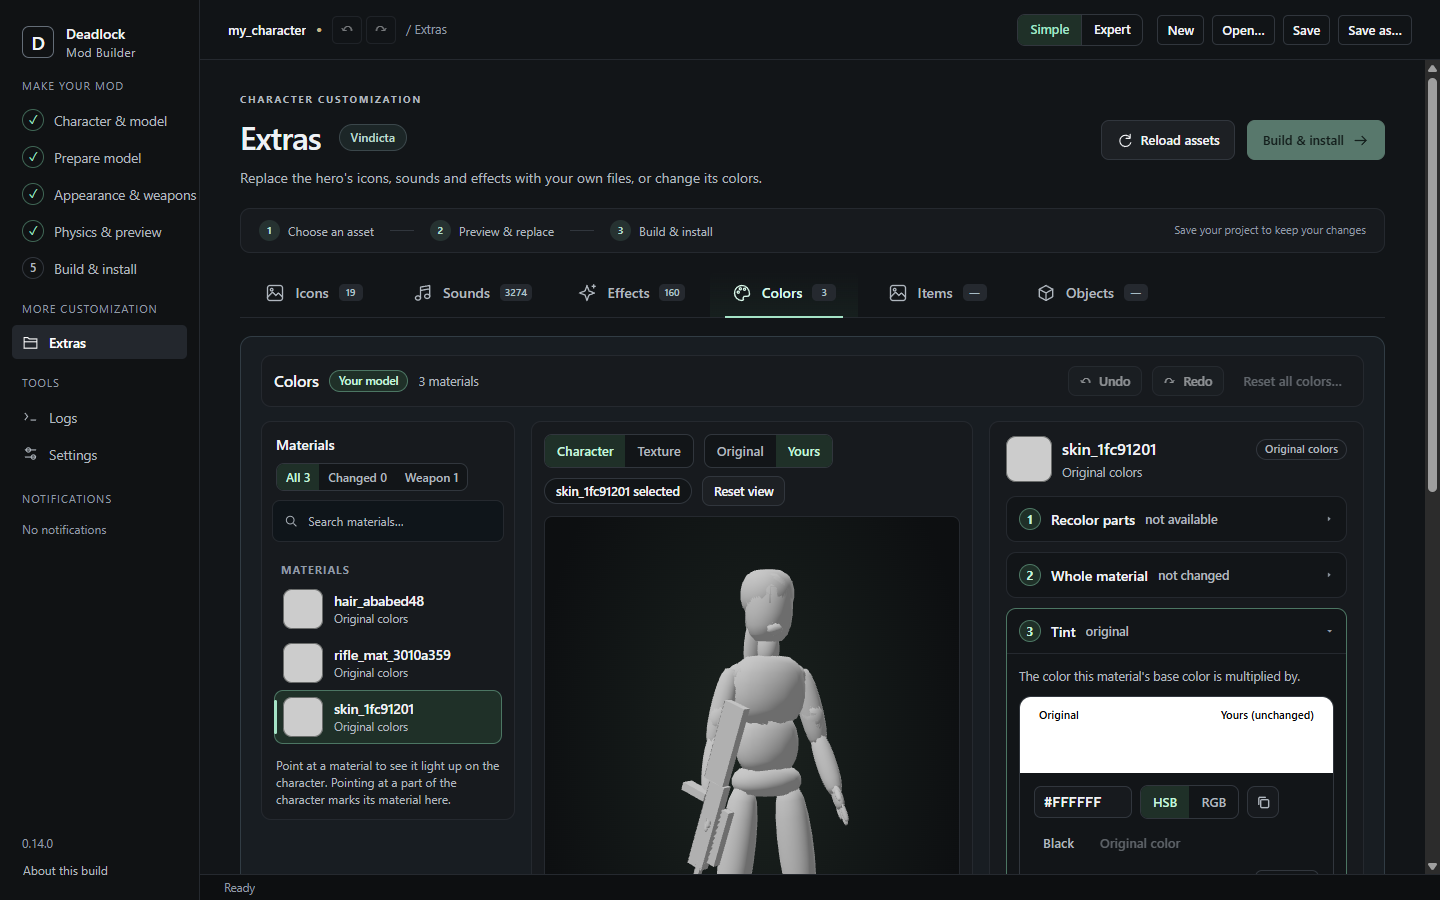 D
Deadlock
Mod Builder
MAKE YOUR MOD
Character & model
Prepare model
Appearance & weapons
Physics & preview
5 Build & install
MORE CUSTOMIZATION
Extras
TOOLS
Logs
Settings
NOTIFICATIONS
No notifications
0.14.0
About this build
my_character / Extras
Simple Expert New Open... Save Save as...
CHARACTER CUSTOMIZATION
Extras Vindicta
Reload assets Build & install
Replace the hero's icons, sounds and effects with your own files, or change its colors.
1 Choose an asset 2 Preview & replace 3 Build & install Save your project to keep your changes
Icons 19 Sounds 3274 Effects 160 Colors 3 Items — Objects —
Colors Your model 3 materials Undo Redo Reset all colors...
Materials
All 3 Changed 0 Weapon 1
Search materials...
MATERIALS
hair_ababed48
Original colors
rifle_mat_3010a359
Original colors
skin_1fc91201
Original colors
Point at a material to see it light up on the
character. Pointing at a part of the
character marks its material here.
Character Texture Original Yours
skin_1fc91201 selected Reset view
skin_1fc91201 Original colors
Original colors
1 Recolor parts not available
2 Whole material not changed
3 Tint original
The color this material's base color is multiplied by.
Original Yours (unchanged)
#FFFFFF HSB RGB
Black Original color
Ready